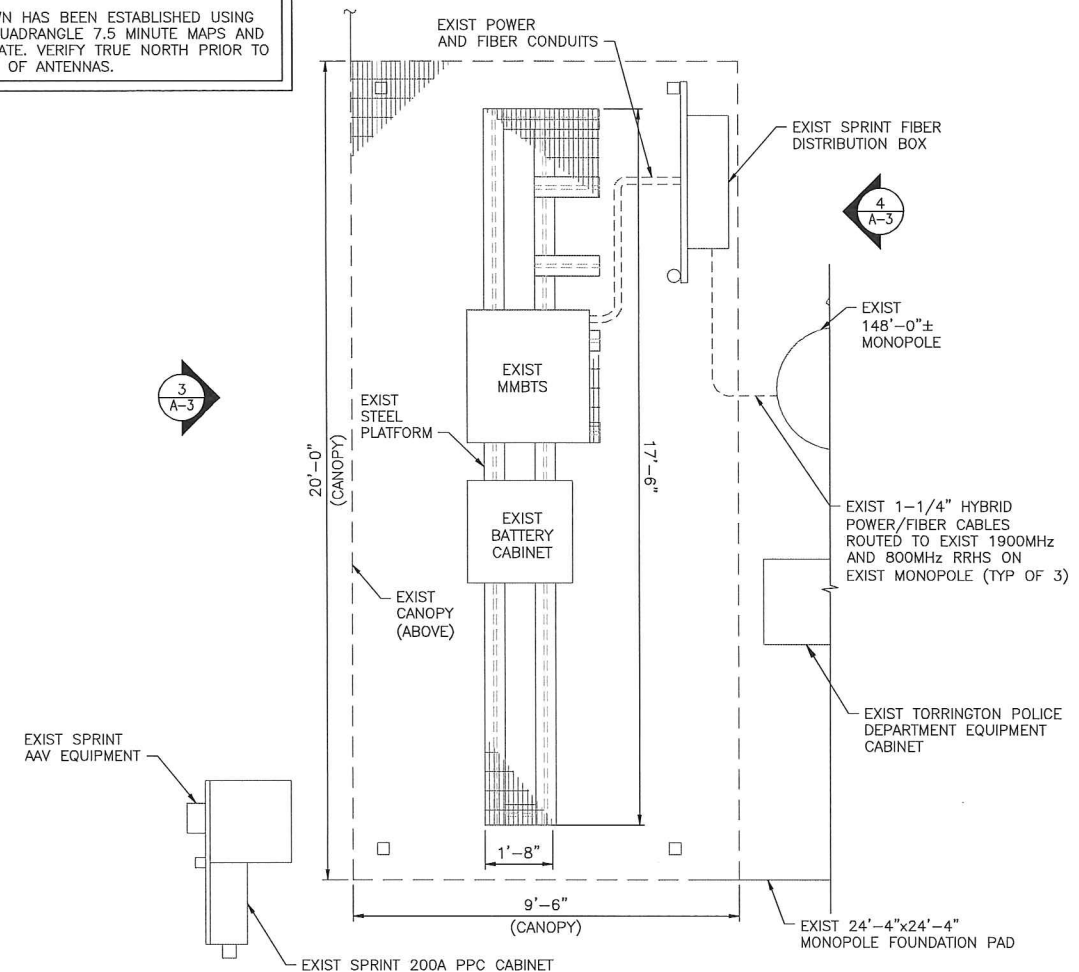 WN HAS BEEN ESTABLISHED USING
UADRANGLE 7.5 MINUTE MAPS AND
ATE. VERIFY TRUE NORTH PRIOR TO
OF ANTENNAS.
EXIST POWER
AND FIBER CONDUITS
EXIST SPRINT FIBER
DISTRIBUTION BOX
4
A-3
EXIST
148'-0"±
MONOPOLE
3
A-3
EXIST
MMBTS
EXIST
STEEL
PLATFORM
20'-0"
(CANOPY)
17'-6"
EXIST
BATTERY
CABINET
EXIST 1-1/4" HYBRID
POWER/FIBER CABLES
ROUTED TO EXIST 1900MHz
AND 800MHz RRHS ON
EXIST MONOPOLE (TYP OF 3)
EXIST
CANOPY
(ABOVE)
EXIST TORRINGTON POLICE
DEPARTMENT EQUIPMENT
CABINET
EXIST SPRINT
AAV EQUIPMENT
1'-8"
9'-6"
(CANOPY)
EXIST 24'-4"x24'-4"
MONOPOLE FOUNDATION PAD
EXIST SPRINT 200A PPC CABINET